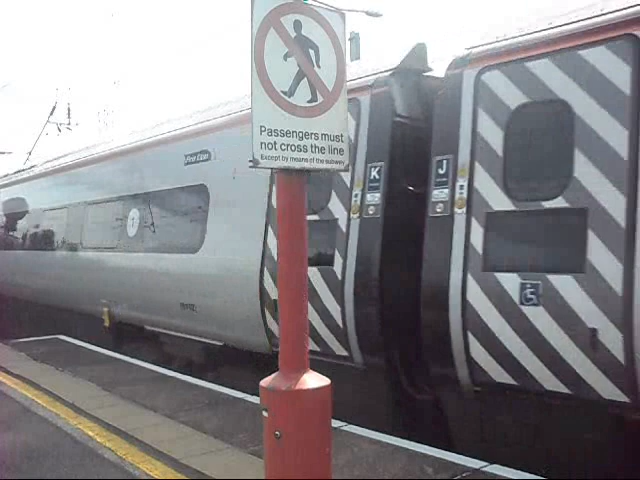 Passengers must
not cross the line
Except by means of the subway
K
J